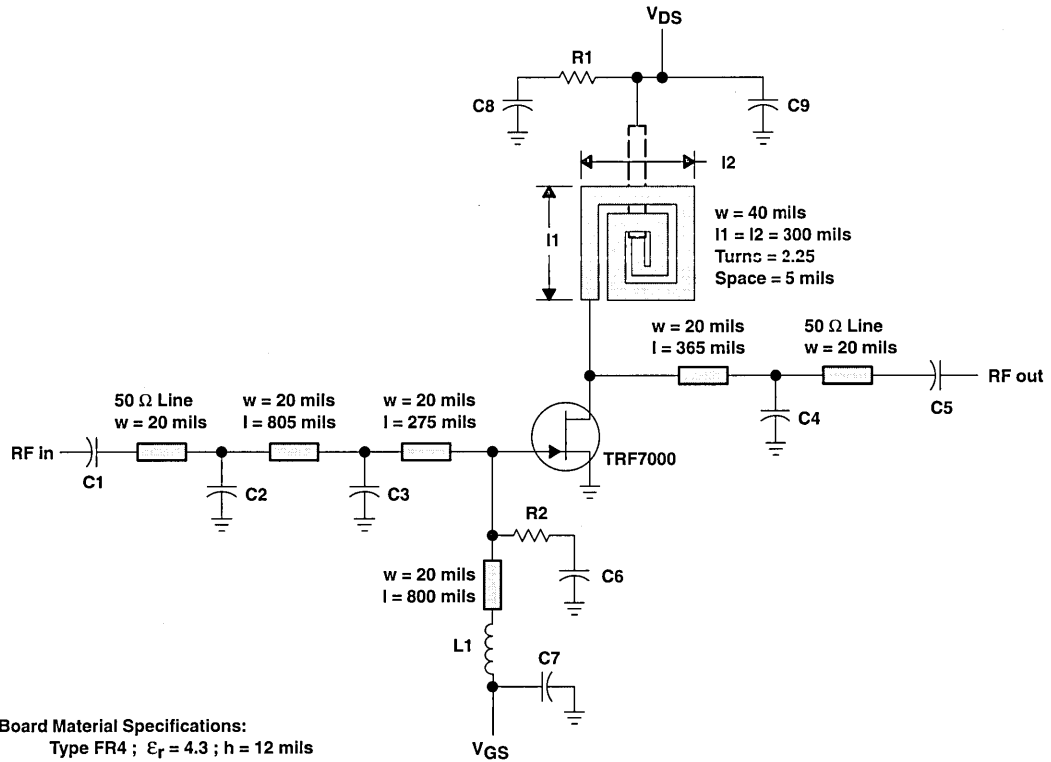 VDS
R1
C8
C9
l2
l1
w = 40 mils
l1 = l2 = 300 mils
Turns = 2.25
Space = 5 mils
w = 20 mils
l = 365 mils
50 Ω Line
w = 20 mils
RF out
C5
C4
50 Ω Line
w = 20 mils
w = 20 mils
l = 805 mils
w = 20 mils
l = 275 mils
RF in
C1
C2
C3
TRF7000
R2
C6
w = 20 mils
l = 800 mils
L1
C7
VGS
Board Material Specifications:
Type FR4 ; εr = 4.3 ; h = 12 mils